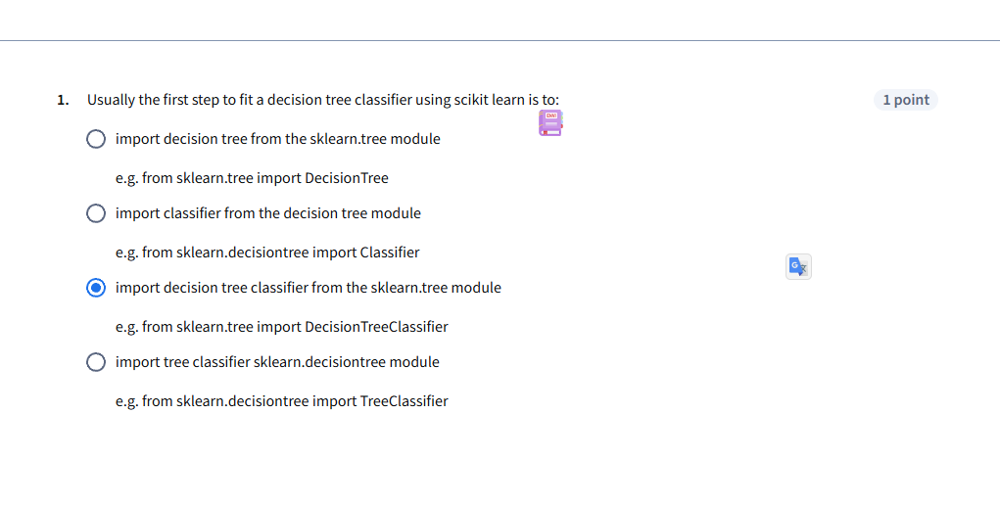 1. Usually the first step to fit a decision tree classifier using scikit learn is to:
1 point
import decision tree from the sklearn.tree module
e.g. from sklearn.tree import DecisionTree
import classifier from the decision tree module
e.g. from sklearn.decisiontree import Classifier
import decision tree classifier from the sklearn.tree module
e.g. from sklearn.tree import DecisionTreeClassifier
import tree classifier sklearn.decisiontree module
e.g. from sklearn.decisiontree import TreeClassifier